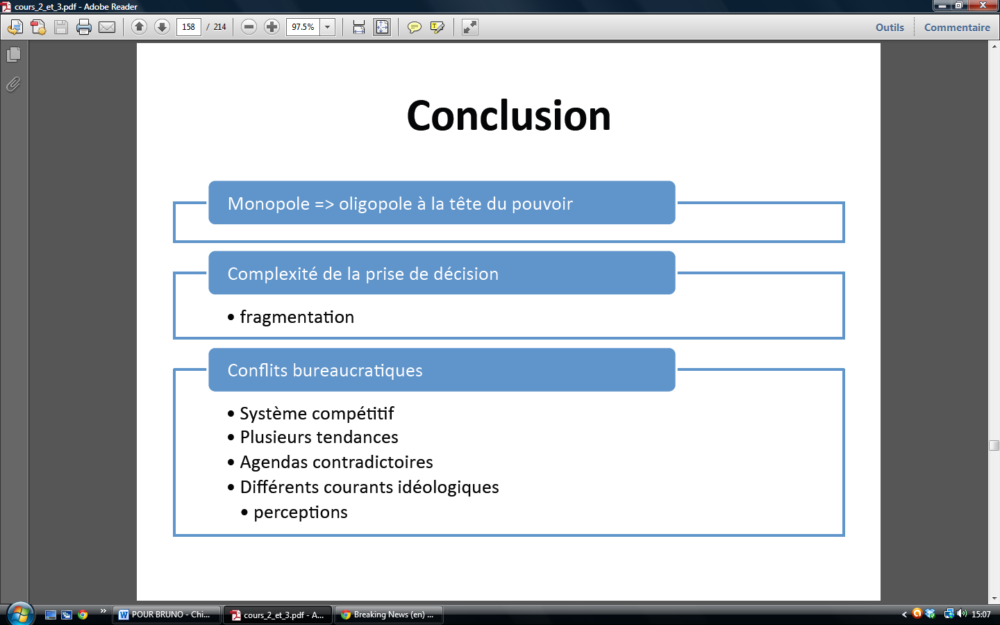 cours_2_et_3.pdf - Adobe Reader
158 / 214
97.5%
Outils
Commentaire
Conclusion
Monopole => oligopole à la tête du pouvoir
Complexité de la prise de décision
• fragmentation
Conflits bureaucratiques
• Système compétitif
• Plusieurs tendances
• Agendas contradictoires
• Différents courants idéologiques
• perceptions
POUR BRUNO - Chi...
cours_2_et_3.pdf - A...
Breaking News (en) ...
15:07